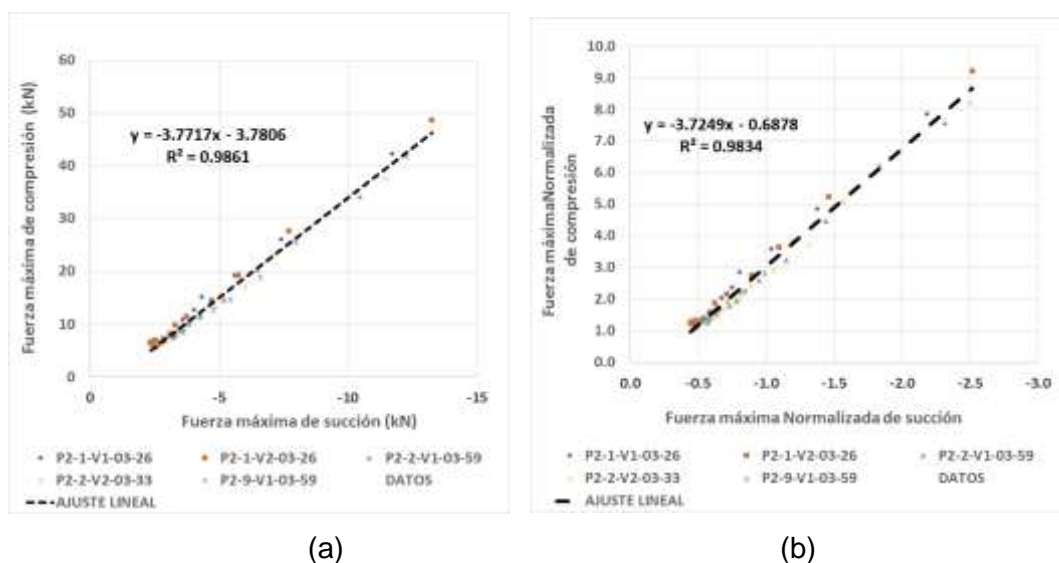 60
50
40
30
20
10
0
Fuerza máxima de compresión (kN)
y = -3.7717x - 3.7806
R² = 0.9861
0 -5 -10 -15
Fuerza máxima de succión (kN)
P2-1-V1-03-26 P2-1-V2-03-26 P2-2-V1-03-59
P2-2-V2-03-33 P2-9-V1-03-59 DATOS
AJUSTE LINEAL
(a)
10.0
9.0
8.0
7.0
6.0
5.0
4.0
3.0
2.0
1.0
0.0
Fuerza máximaNormalizada
de compresión
y = -3.7249x - 0.6878
R² = 0.9834
0.0 -0.5 -1.0 -1.5 -2.0 -2.5 -3.0
Fuerza máxima Normalizada de succión
P2-1-V1-03-26 P2-1-V2-03-26 P2-2-V1-03-59
P2-2-V2-03-33 P2-9-V1-03-59 DATOS
AJUSTE LINEAL
(b)